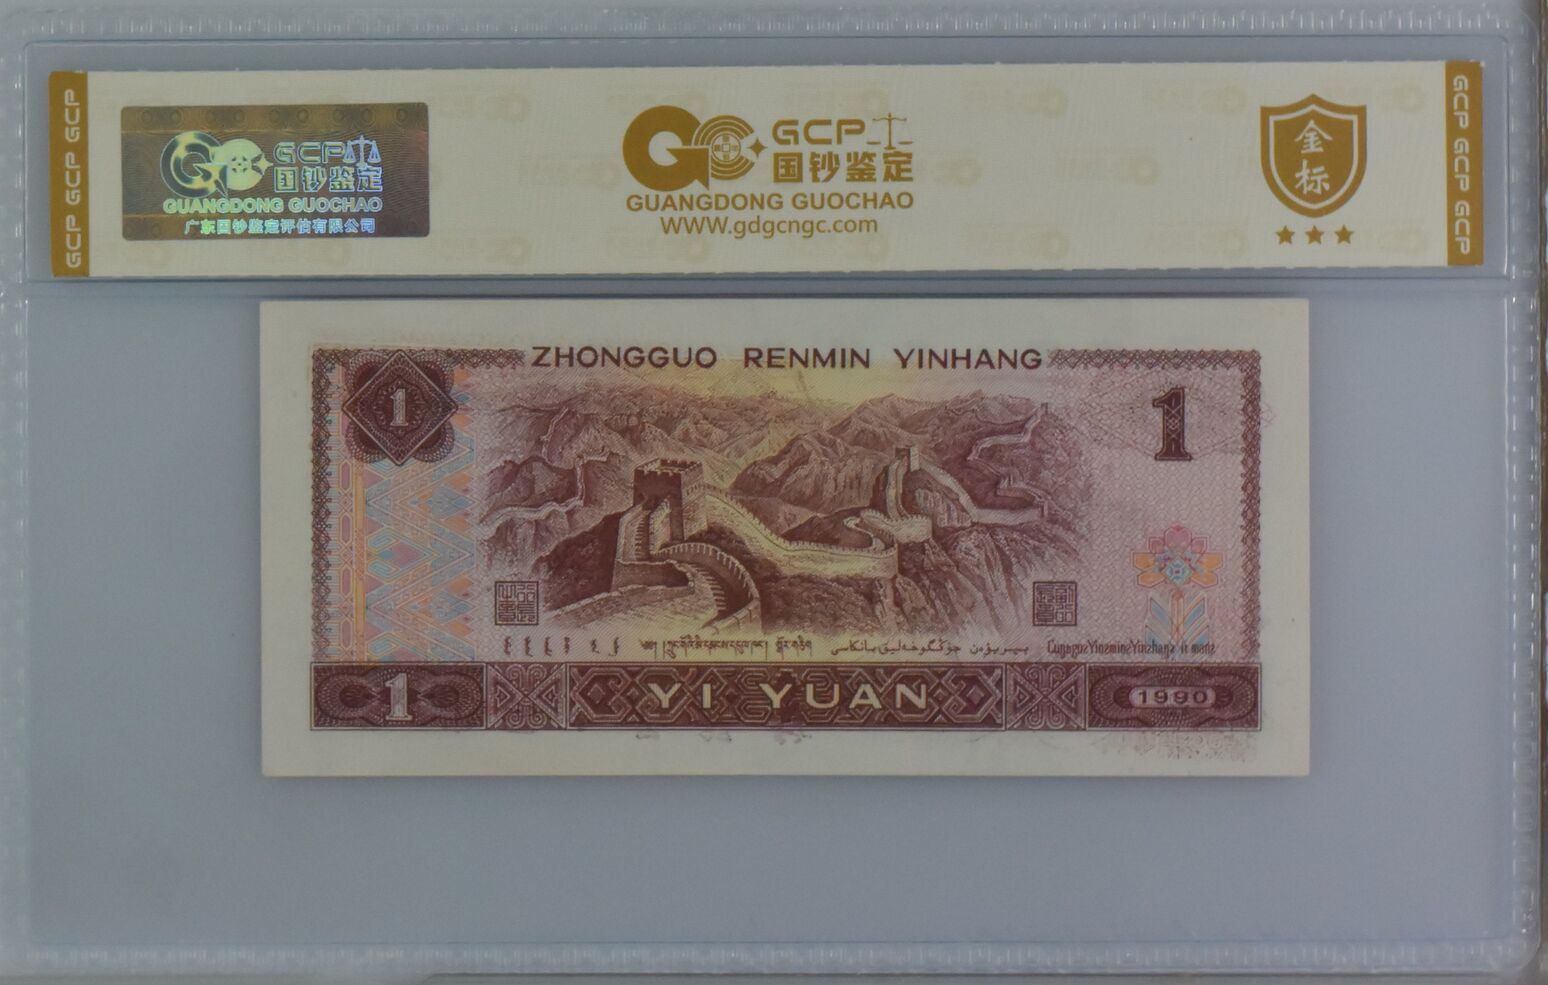 GCP GCP GCP
GCP
国钞鉴定
GUANGDONG GUOCHAO
广东国钞鉴定评估有限公司
GCP
国钞鉴定
GUANGDONG GUOCHAO
WWW.gdgcngc.com
金
标
GCP GCP GCP
ZHONGGUO RENMIN YINHANG
1
1
1
YI YUAN
1990